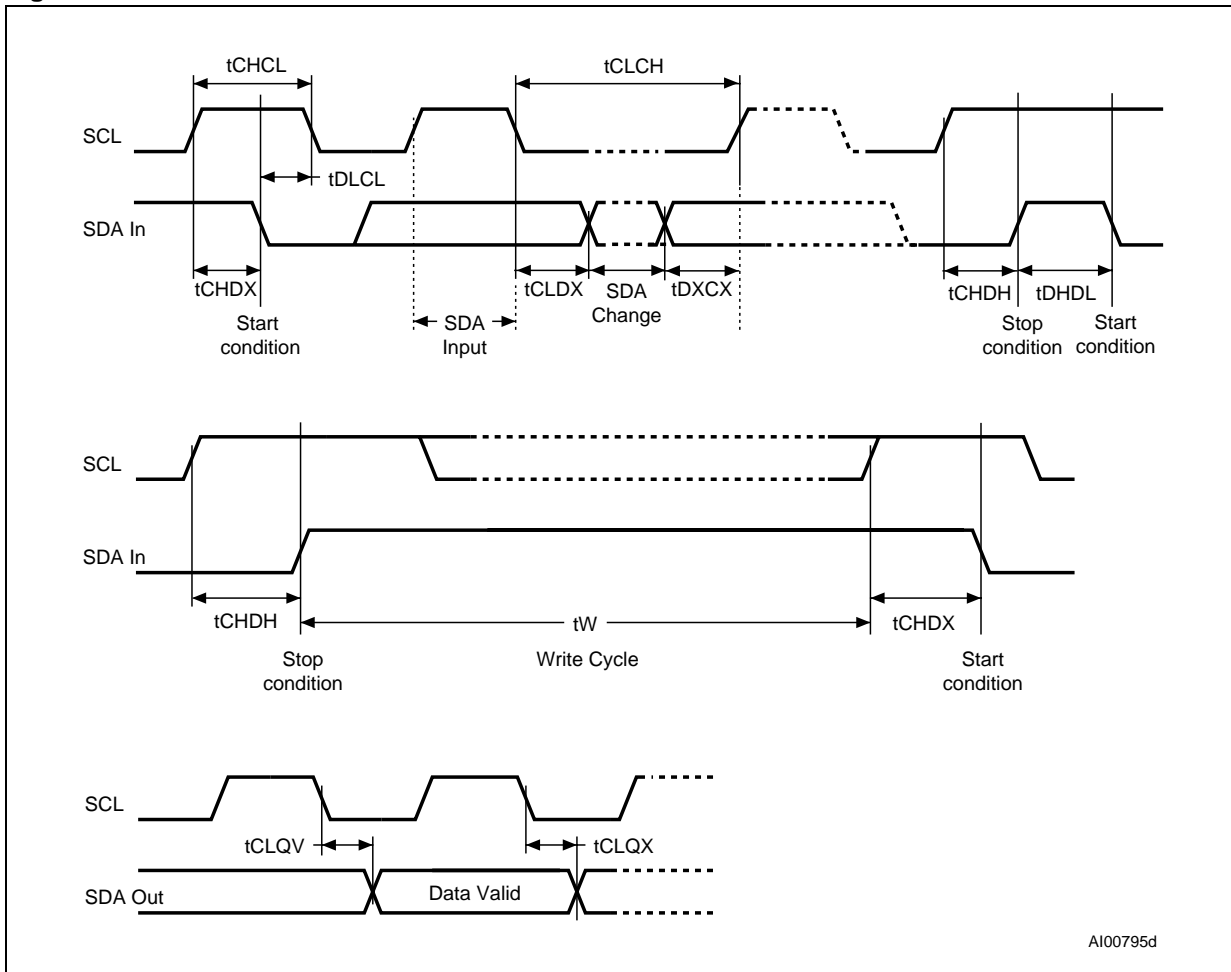 tCHCL
tCLCH
SCL
tDLCL
SDA In
tCHDX
tCLDX
SDA
Change
tDXCX
tCHDH
tDHDL
Start
condition
SDA
Input
Stop
condition
Start
condition
SCL
SDA In
tCHDH
tW
tCHDX
Stop
condition
Write Cycle
Start
condition
SCL
tCLQV
tCLQX
SDA Out
Data Valid
AI00795d